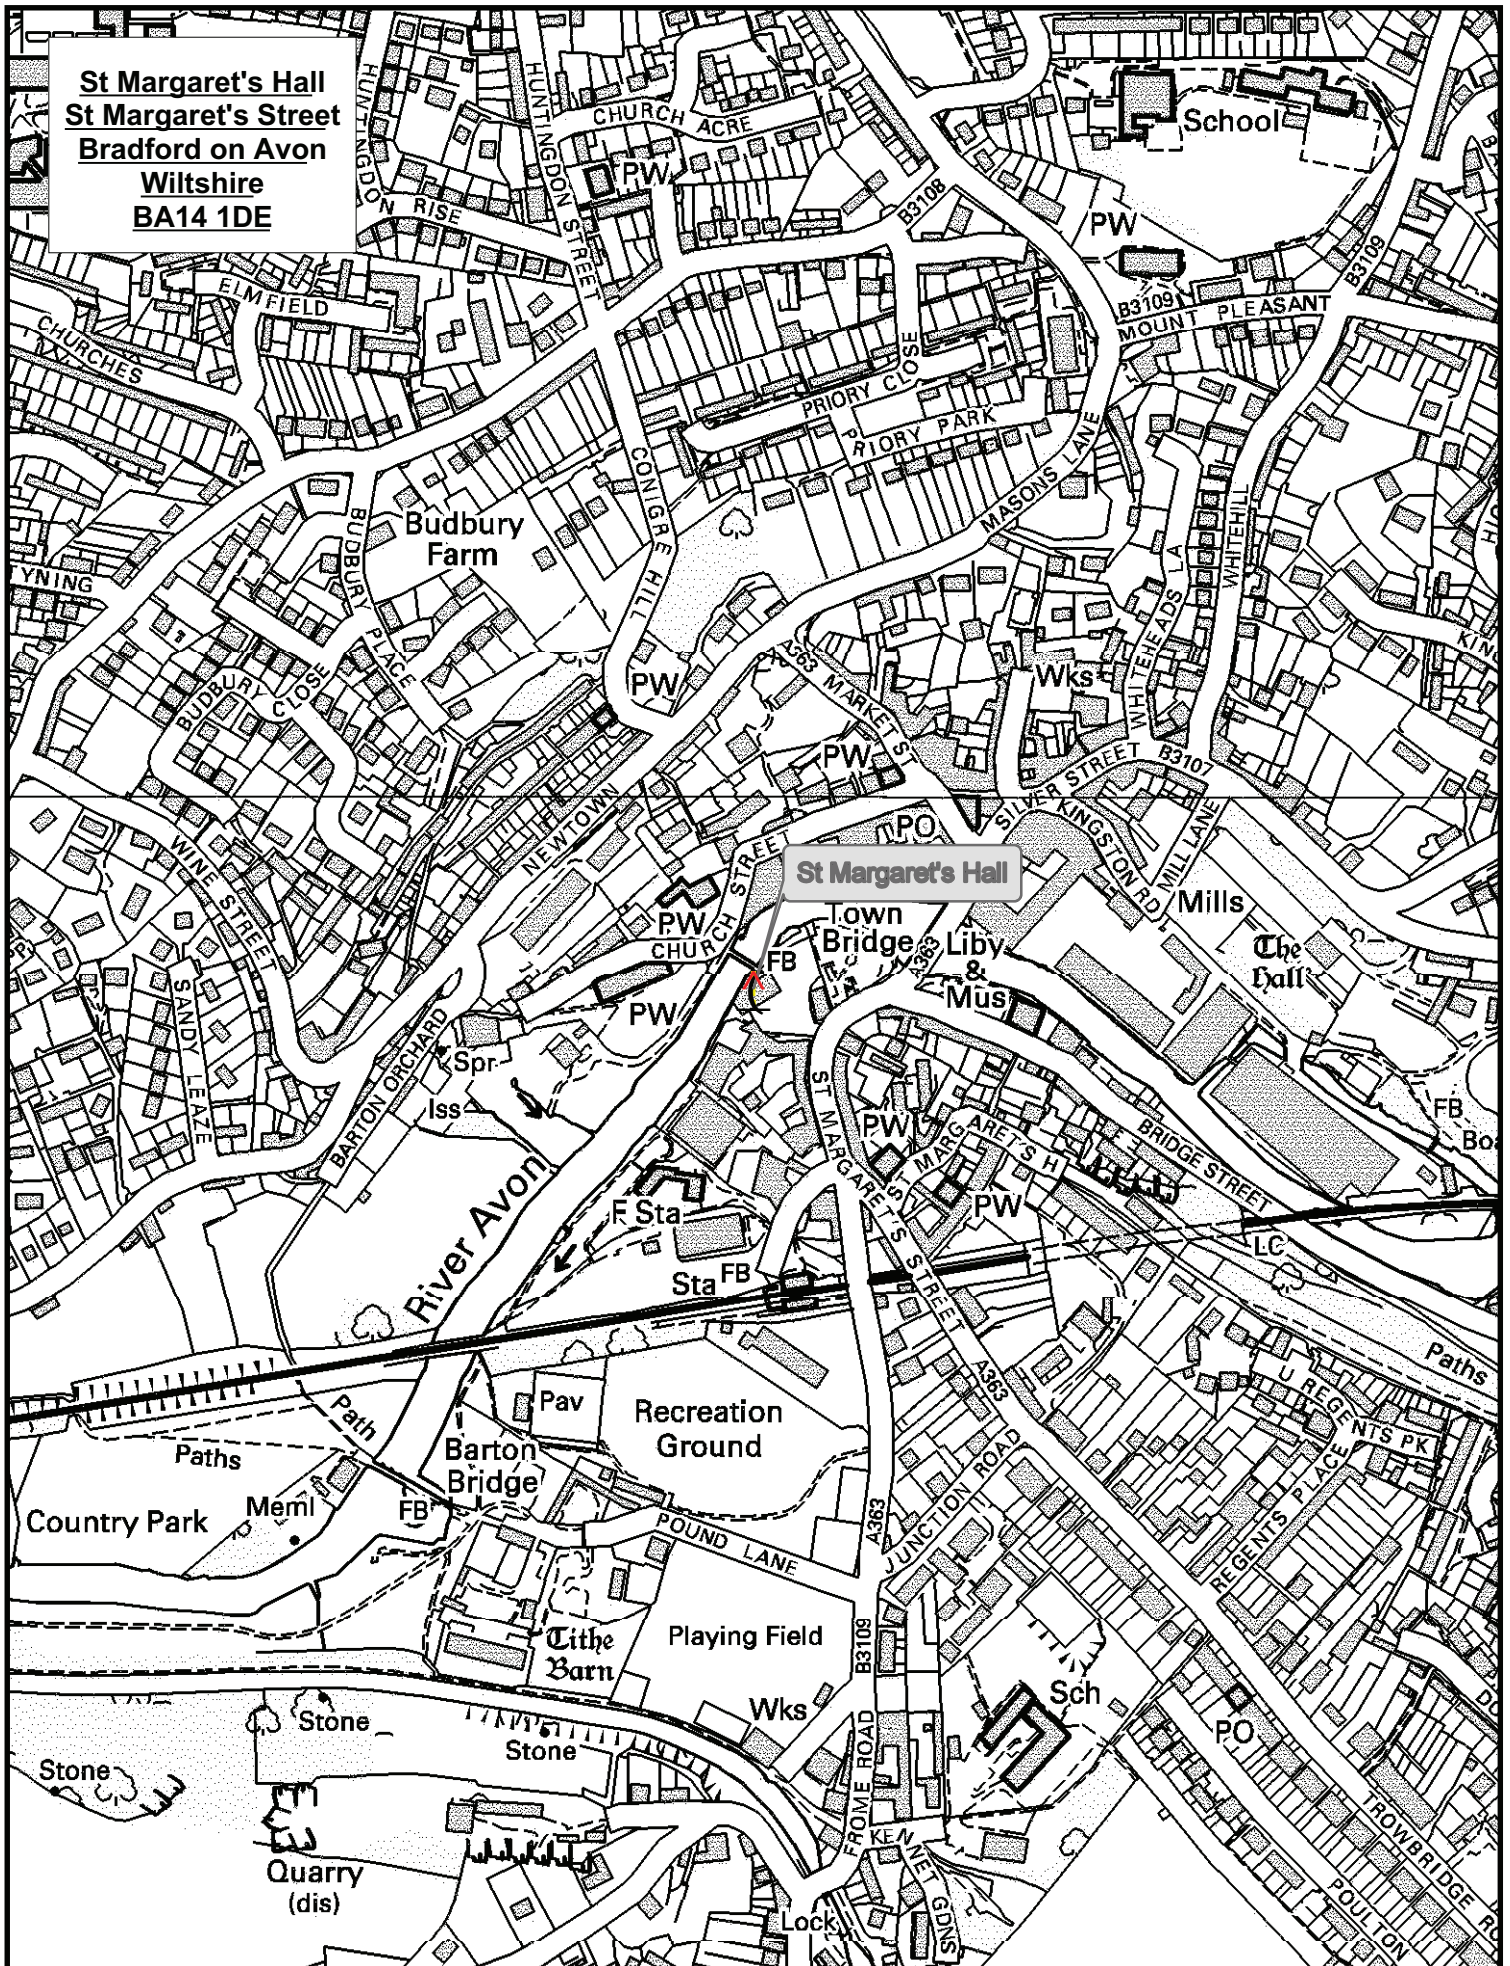 St Margaret's Hall
St Margaret's Street
Bradford on Avon
Wiltshire
BA14 1DE
HUNTINGDON RISE
HUNTINGDON STREET
CHURCH ACRE
PW
School
B3108
PW
B3109
B3109
MOUNT PLEASANT
ELMFIELD
CHURCHES
PRIORY CLOSE
PRIORY PARK
MASONS LANE
CONIGRE HILL
Budbury
Farm
BUDBURY PLACE
TYNING
WHITEHILL
WHITEHEADS LA
BUDBURY CLOSE
PW
A363
MARKET ST
Wks
PW
SILVER STREET
B3107
KINGSTON RD
MILL LANE
NEWTOWN
WINE STREET
PO
St Margaret's Hall
CHURCH STREET
PW
Mills
Town
Bridge
A363
Liby
&
Mus
The
Hall
FB
PW
SANDY LEAZE
BARTON ORCHARD
Spr
Iss
ST MARGARET'S STREET
PW
ST MARGARET'S H
BRIDGE STREET
FB
Boa
River Avon
F Sta
PW
LC
Sta
FB
A363
Paths
U REGENTS PK
REGENTS PLACE
Path
Paths
Pav
Recreation
Ground
Barton
Bridge
JUNCTION ROAD
A363
Country Park
Meml
FB
POUND LANE
B3109
Tithe
Barn
Playing Field
Sch
Stone
Stone
Stone
Wks
PO
FROME ROAD
Quarry
(dis)
KENNET GDNS
TROWBRIDGE RO
POULTON
Lock